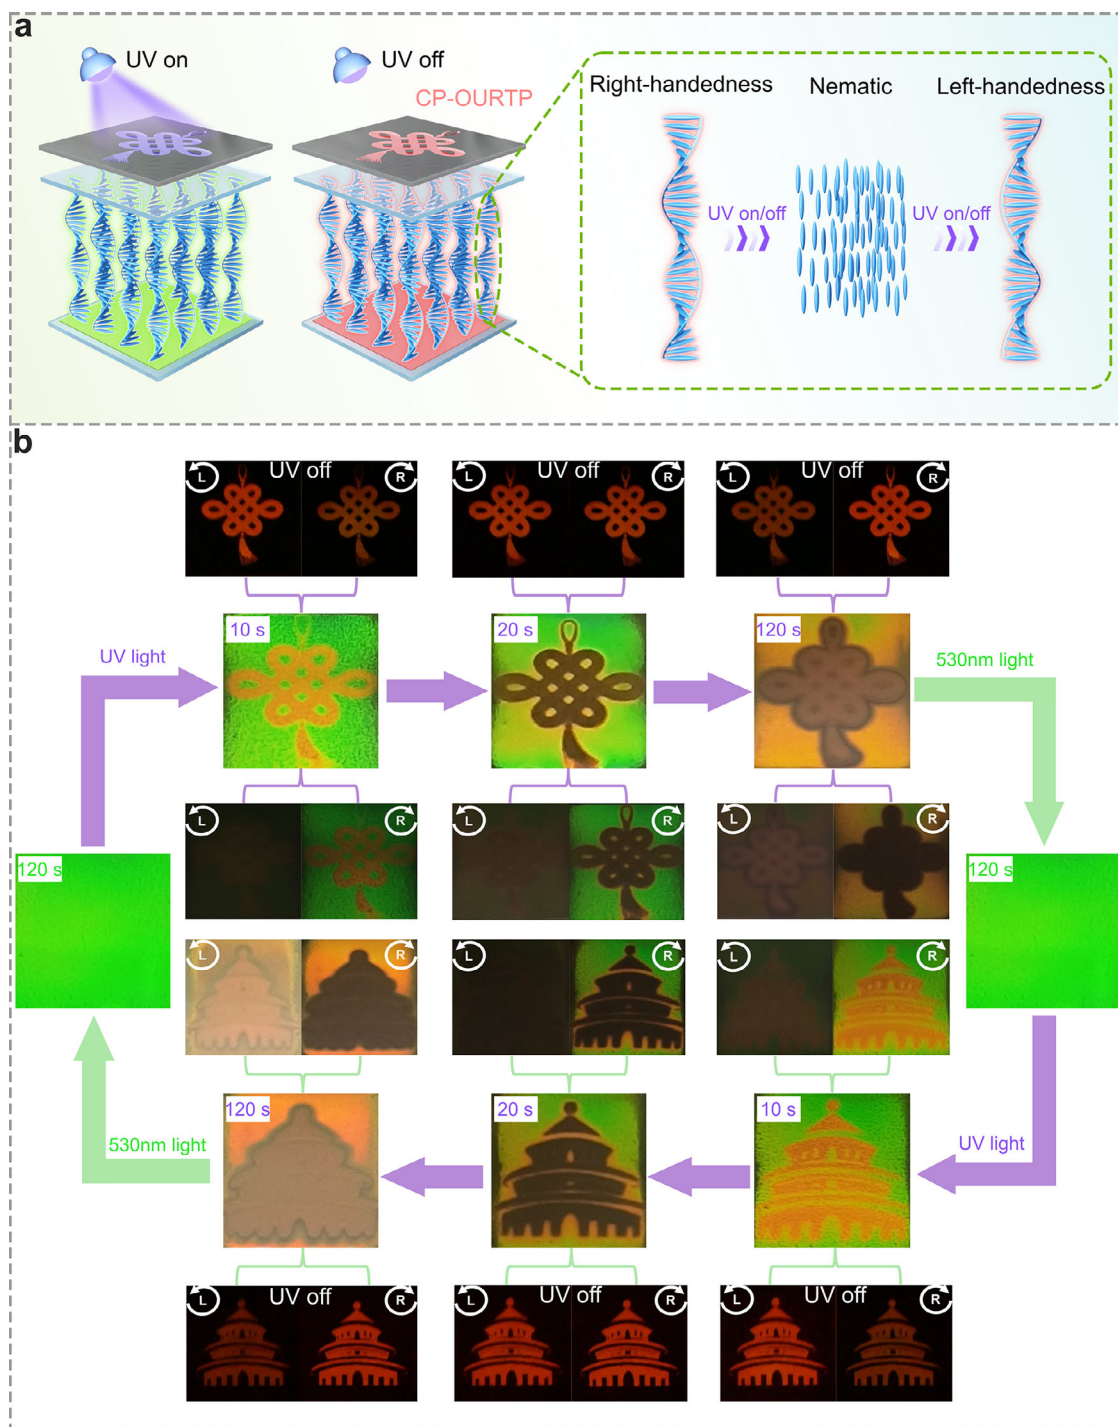 a
UV on
UV off
CP-OURTP
Right-handedness
Nematic
Left-handedness
UV on/off
UV on/off
b
L
UV off
R
L
UV off
R
L
UV off
R
10 s
20 s
120 s
UV light
530nm light
L
R
L
R
L
R
120 s
120 s
L
R
L
R
L
R
120 s
20 s
10 s
530nm light
UV light
L
UV off
R
L
UV off
R
L
UV off
R